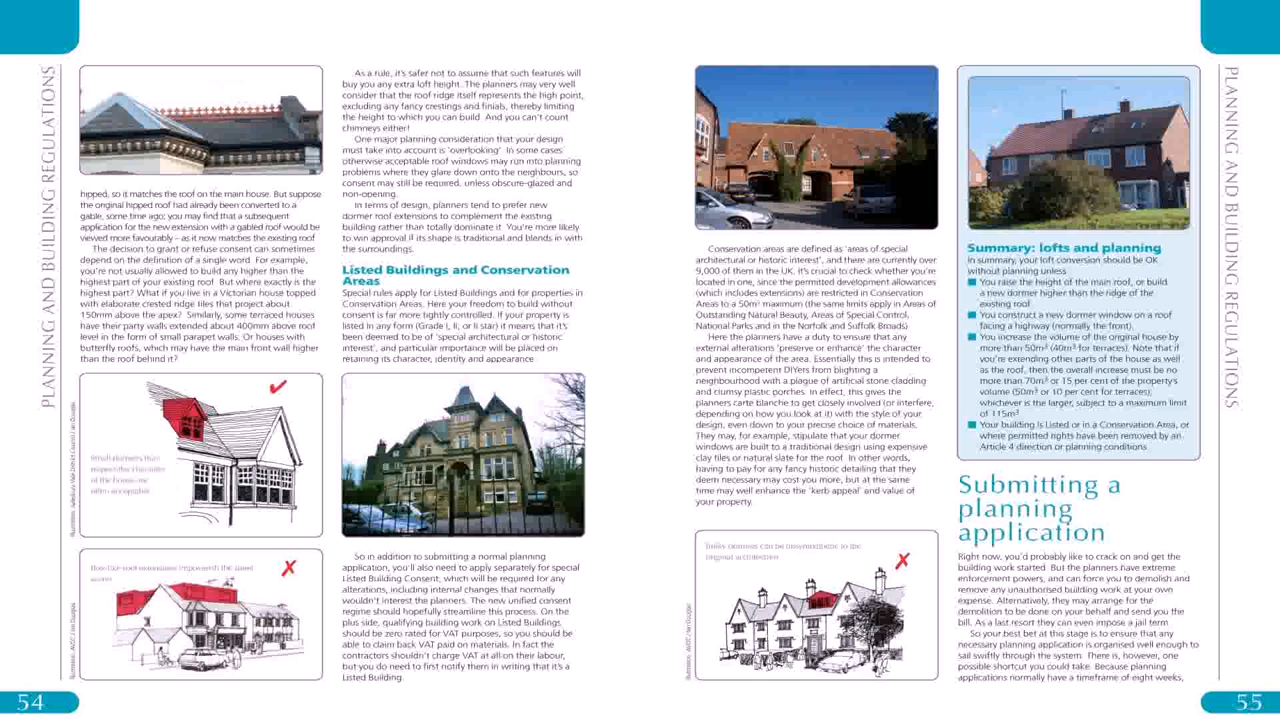 PLANNING AND BUILDING REGULATIONS
hipped, so it matches the roof on the main house. But suppose
the original hipped roof had already been converted to a
gable, some time ago; you may find that a subsequent
application for the new extension with a gabled roof would be
viewed more favourably – as it now matches the existing roof
The decision to grant or refuse consent can sometimes
depend on the definition of a single word. For example,
you're not usually allowed to build any higher than the
highest part of your existing roof. But where exactly is the
highest part? What if you live in a Victorian house topped
with elaborate crested ridge tiles that project about
150mm above the apex? Similarly, some terraced houses
have their party walls extended about 400mm above roof
level in the form of small parapet walls. Or houses with
butterfly roofs, which may have the main front wall higher
than the roof behind it?
Small dormers that
respect the character
of the house are
often acceptable
Illustration: Aylesbury Vale District Council / Ian Douglas
Box-like roof extensions
the street
scene
Illustration: AVDC / Ian Douglas
54
As a rule, it's safer not to assume that such features will
buy you any extra loft height. The planners may very well
consider that the roof ridge itself represents the high point,
excluding any fancy crestings and finials, thereby limiting
the height to which you can build. And you can't count
chimneys either!
One major planning consideration that your design
must take into account is 'overlooking'. In some cases
otherwise acceptable roof windows may run into planning
problems where they glare down onto the neighbours, so
consent may still be required, unless obscure-glazed and
non-opening.
In terms of design, planners tend to prefer new
dormer roof extensions to complement the existing
building rather than totally dominate it. You're more likely
to win approval if its shape is traditional and blends in with
the surroundings.
Listed Buildings and Conservation
Areas
Special rules apply for Listed Buildings and for properties in
Conservation Areas. Here your freedom to build without
consent is far more tightly controlled. If your property is
listed in any form (Grade I, II, or II star) it means that it's
been deemed to be of 'special architectural or historic
interest', and particular importance will be placed on
retaining its character, identity and appearance.
So in addition to submitting a normal planning
application, you'll also need to apply separately for special
Listed Building Consent, which will be required for any
alterations, including internal changes that normally
wouldn't interest the planners. The new unified consent
regime should hopefully streamline this process. On the
plus side, qualifying building work on Listed Buildings
should be zero rated for VAT purposes, so you should be
able to claim back VAT paid on materials. In fact the
contractors shouldn't charge VAT at all on their labour,
but you do need to first notify them in writing that it's a
Listed Building.
Conservation areas are defined as 'areas of special
architectural or historic interest', and there are currently over
9,000 of them in the UK. It's crucial to check whether you're
located in one, since the permitted development allowances
(which includes extensions) are restricted in Conservation
Areas to a 50m³ maximum (the same limits apply in Areas of
Outstanding Natural Beauty, Areas of Special Control,
National Parks and in the Norfolk and Suffolk Broads)
Here the planners have a duty to ensure that any
external alterations 'preserve or enhance' the character
and appearance of the area. Essentially this is intended to
prevent incompetent DIYers from blighting a
neighbourhood with a plague of artificial stone cladding
and clumsy plastic porches. In effect, this gives the
planners carte blanche to get closely involved (or interfere,
depending on how you look at it) with the style of your
design, even down to your precise choice of materials.
They may, for example, stipulate that your dormer
windows are built to a traditional design using expensive
clay tiles or natural slate for the roof. In other words,
having to pay for any fancy historic detailing that they
deem necessary may cost you more, but at the same
time may well enhance the 'kerb appeal' and value of
your property.
Bulky dormers can be unsympathetic to the
original architecture
Illustration: AVDC / Ian Douglas
Summary: lofts and planning
In summary, your loft conversion should be OK
without planning unless
You raise the height of the main roof, or build
a new dormer higher than the ridge of the
existing roof
You construct a new dormer window on a roof
facing a highway (normally the front).
You increase the volume of the original house by
more than 50m³ (40m³ for terraces). Note that if
you're extending other parts of the house as well
as the roof, then the overall increase must be no
more than 70m³ or 15 per cent of the property's
volume (50m³ or 10 per cent for terraces),
whichever is the larger, subject to a maximum limit
of 115m³
Your building is Listed or in a Conservation Area, or
where permitted rights have been removed by an
Article 4 direction or planning conditions
Submitting a
planning
application
Right now, you'd probably like to crack on and get the
building work started. But the planners have extreme
enforcement powers, and can force you to demolish and
remove any unauthorised building work at your own
expense. Alternatively, they may arrange for the
demolition to be done on your behalf and send you the
bill. As a last resort they can even impose a jail term.
So your best bet at this stage is to ensure that any
necessary planning application is organised well enough to
sail swiftly through the system. There is, however, one
possible shortcut you could take. Because planning
applications normally have a timeframe of eight weeks,
PLANNING AND BUILDING REGULATIONS
55